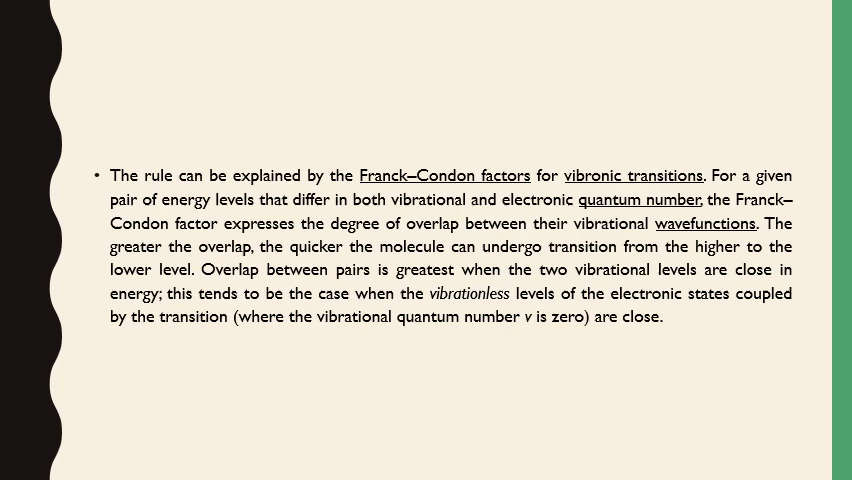 • The rule can be explained by the Franck–Condon factors for vibronic transitions. For a given
pair of energy levels that differ in both vibrational and electronic quantum number, the Franck–
Condon factor expresses the degree of overlap between their vibrational wavefunctions. The
greater the overlap, the quicker the molecule can undergo transition from the higher to the
lower level. Overlap between pairs is greatest when the two vibrational levels are close in
energy; this tends to be the case when the vibrationless levels of the electronic states coupled
by the transition (where the vibrational quantum number v is zero) are close.